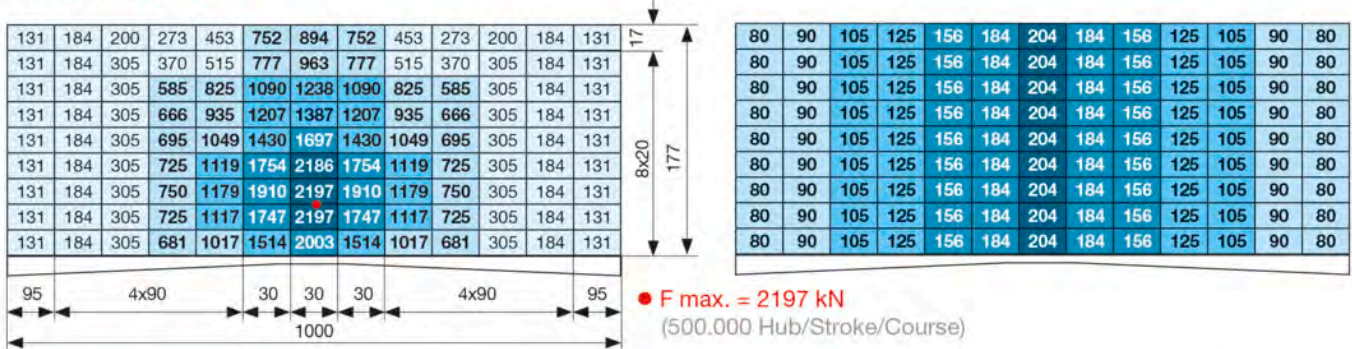 131 184 200 273 453 752 894 752 453 273 200 184 131
131 184 305 370 515 777 963 777 515 370 305 184 131
131 184 305 585 825 1090 1238 1090 825 585 305 184 131
131 184 305 666 935 1207 1387 1207 935 666 305 184 131
131 184 305 695 1049 1430 1697 1430 1049 695 305 184 131
131 184 305 725 1119 1754 2186 1754 1119 725 305 184 131
131 184 305 750 1179 1910 2197 1910 1179 750 305 184 131
131 184 305 725 1117 1747 2197 1747 1117 725 305 184 131
131 184 305 681 1017 1514 2003 1514 1017 681 305 184 131
17
8x20
177
95 4x90 30 30 30 4x90 95
1000
80 90 105 125 156 184 204 184 156 125 105 90 80
80 90 105 125 156 184 204 184 156 125 105 90 80
80 90 105 125 156 184 204 184 156 125 105 90 80
80 90 105 125 156 184 204 184 156 125 105 90 80
80 90 105 125 156 184 204 184 156 125 105 90 80
80 90 105 125 156 184 204 184 156 125 105 90 80
80 90 105 125 156 184 204 184 156 125 105 90 80
80 90 105 125 156 184 204 184 156 125 105 90 80
80 90 105 125 156 184 204 184 156 125 105 90 80
F max. = 2197 kN
(500.000 Hub/Stroke/Course)